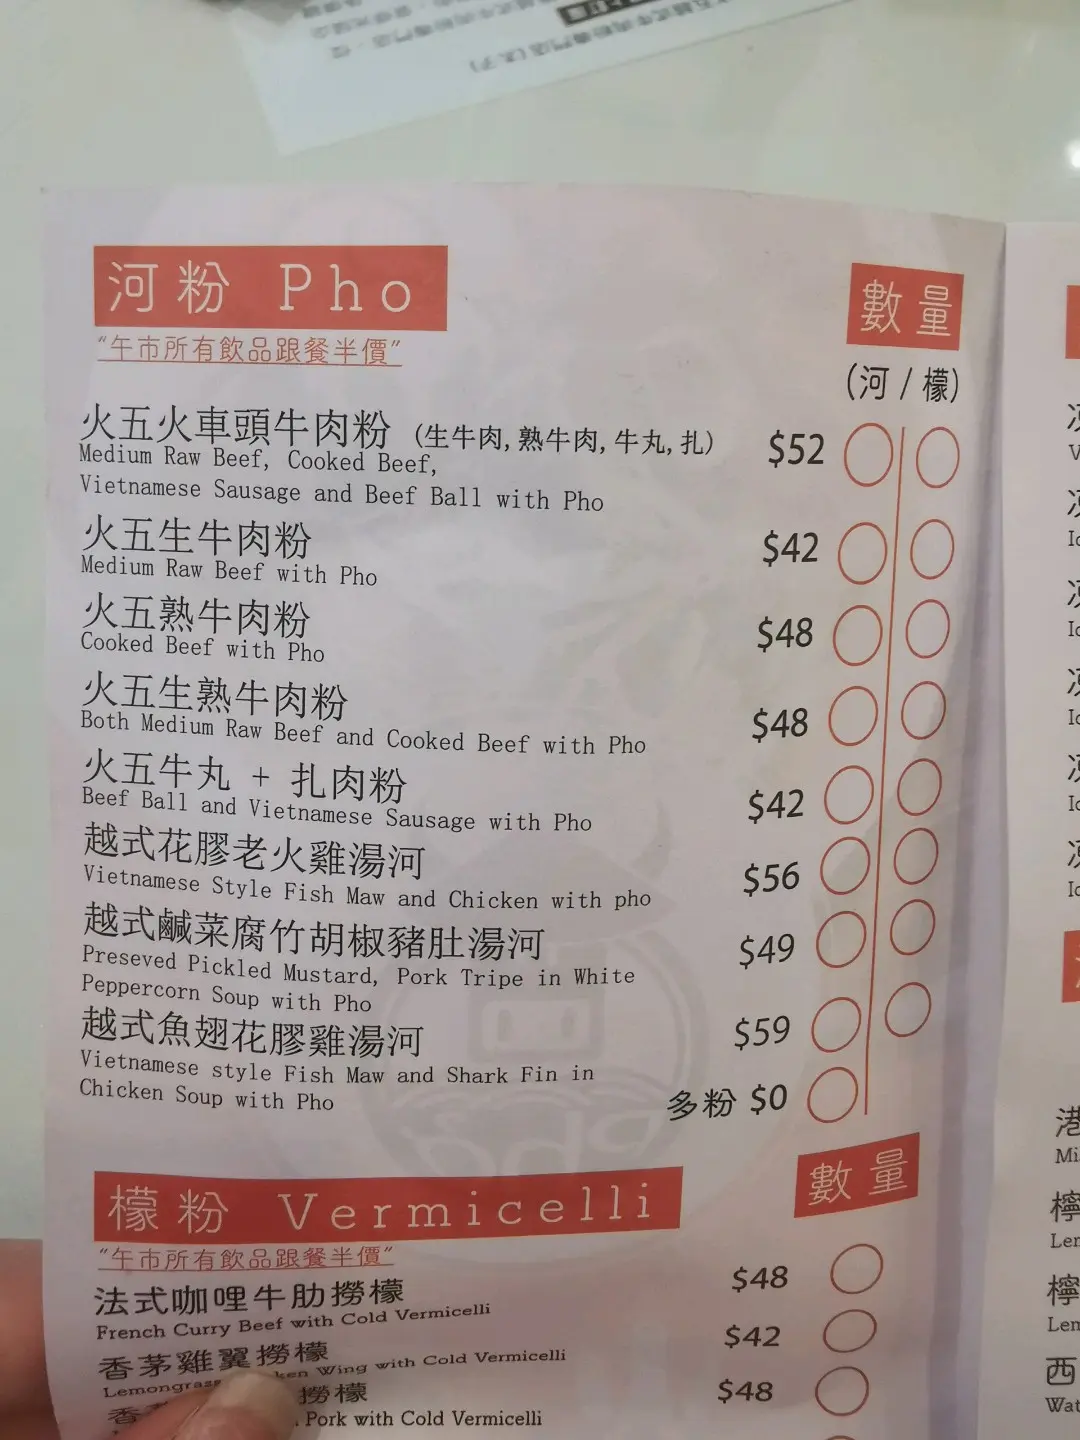 河粉 Pho
數量
"午市所有飲品跟餐半價"
(河 / 檬)
火五火車頭牛肉粉 (生牛肉,熟牛肉,牛丸,扎) $52
Medium Raw Beef, Cooked Beef,
Vietnamese Sausage and Beef Ball with Pho
火五生牛肉粉 $42
Medium Raw Beef with Pho
火五熟牛肉粉 $48
Cooked Beef with Pho
火五生熟牛肉粉 $48
Both Medium Raw Beef and Cooked Beef with Pho
火五牛丸 + 扎肉粉 $42
Beef Ball and Vietnamese Sausage with Pho
越式花膠老火雞湯河 $56
Vietnamese Style Fish Maw and Chicken with pho
越式鹹菜腐竹胡椒豬肚湯河 $49
Preseved Pickled Mustard, Pork Tripe in White
Peppercorn Soup with Pho
越式魚翅花膠雞湯河 $59
Vietnamese style Fish Maw and Shark Fin in
Chicken Soup with Pho
多粉 $0
檬粉 Vermicelli
數量
"午市所有飲品跟餐半價"
法式咖哩牛肋撈檬 $48
French Curry Beef with Cold Vermicelli
香茅雞翼撈檬 $42
Wing with Cold Vermicelli
香 撈檬 $48
Pork with Cold Vermicelli
港
檸
檸
西